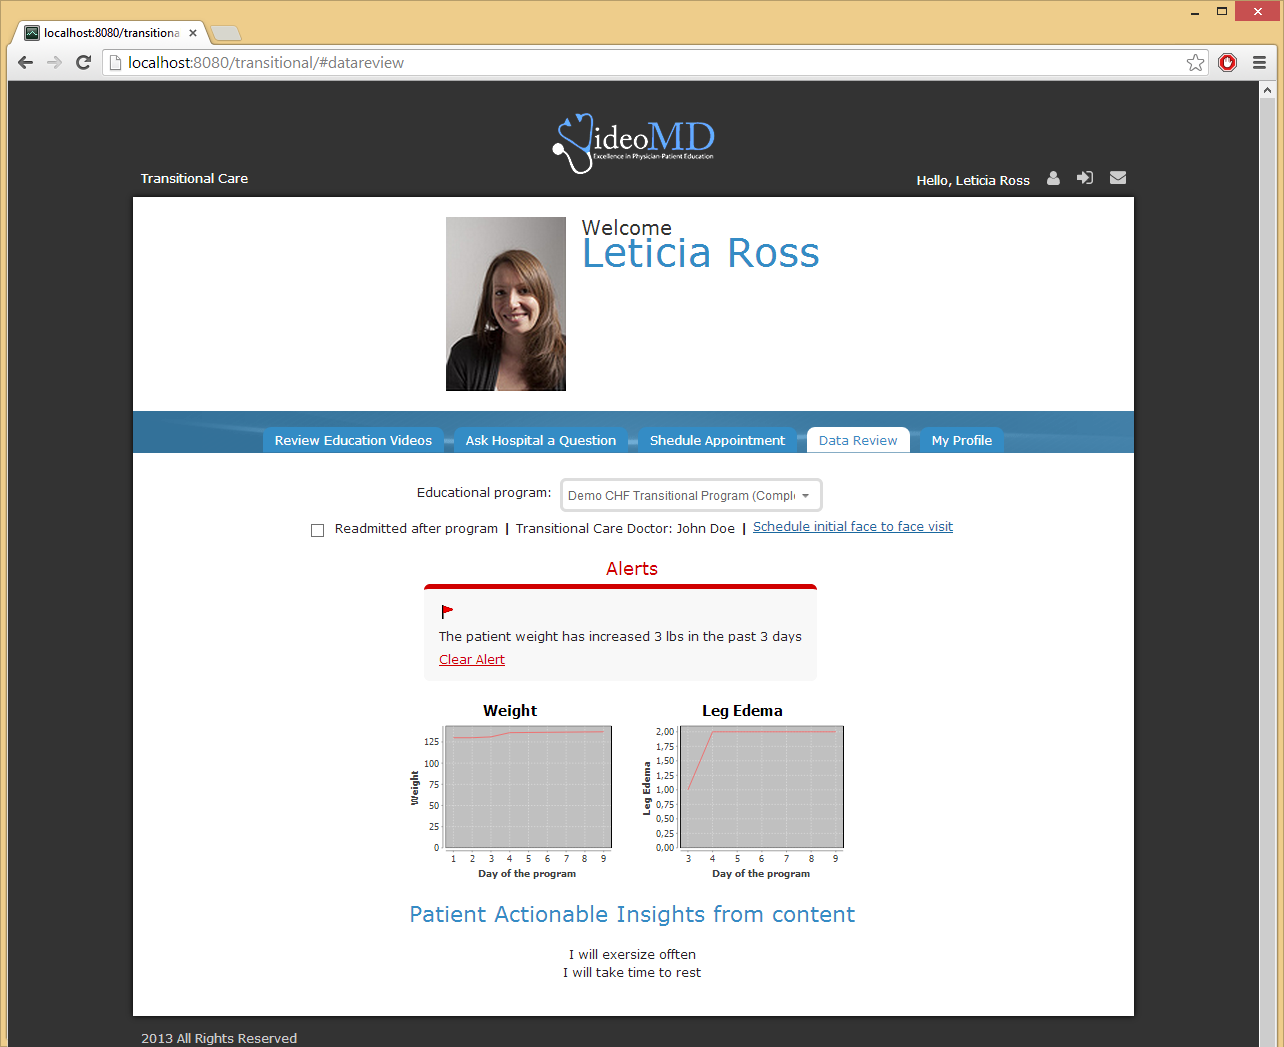 localhost:8080/transitiona
localhost:8080/transitional/#datareview
ideoMD
Excellence in Physician-Patient Education
Transitional Care
Hello, Leticia Ross
Welcome
Leticia Ross
Review Education Videos
Ask Hospital a Question
Shedule Appointment
Data Review
My Profile
Educational program:
Demo CHF Transitional Program (Comple
Readmitted after program | Transitional Care Doctor: John Doe | Schedule initial face to face visit
Alerts
The patient weight has increased 3 lbs in the past 3 days
Clear Alert
Weight
125
100
75
50
25
0
Weight
1 2 3 4 5 6 7 8 9
Day of the program
Leg Edema
2,00
1,75
1,50
1,25
1,00
0,75
0,50
0,25
0,00
Leg Edema
3 4 5 6 7 8 9
Day of the program
Patient Actionable Insights from content
I will exersize offten
I will take time to rest
2013 All Rights Reserved